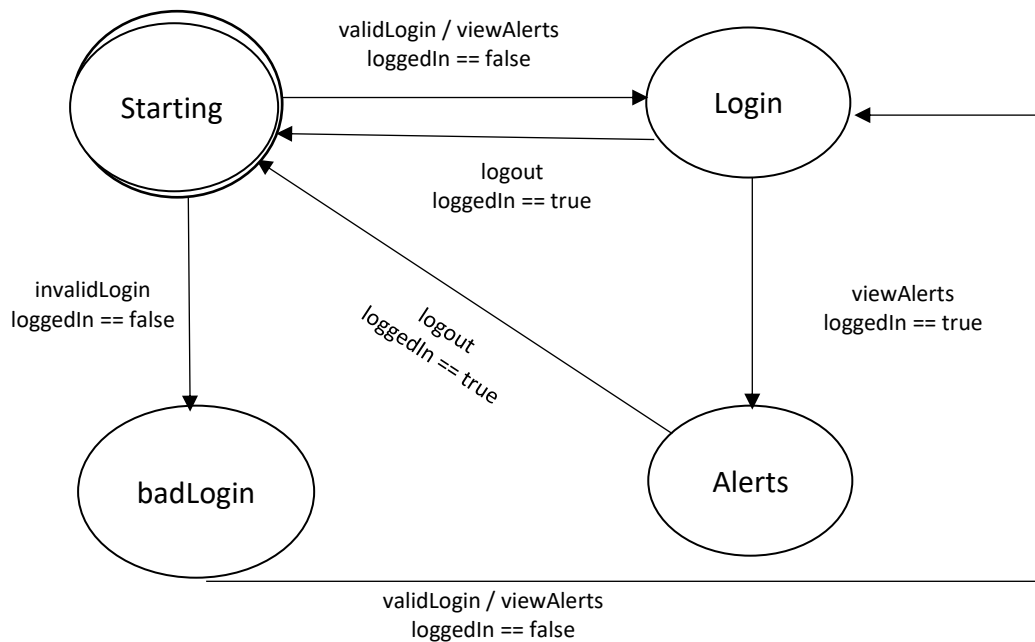 validLogin / viewAlerts
loggedIn == false
Starting
Login
logout
loggedIn == true
invalidLogin
loggedIn == false
logout
loggedIn == true
viewAlerts
loggedIn == true
badLogin
Alerts
validLogin / viewAlerts
loggedIn == false